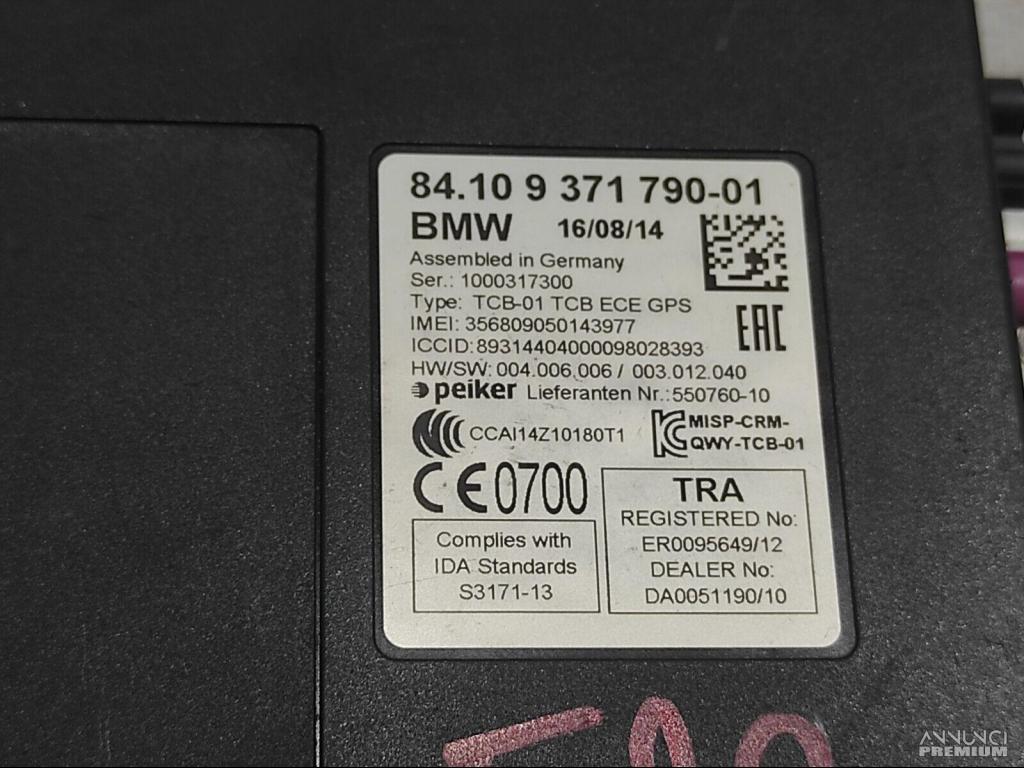 84.10 9 371 790-01
BMW 16/08/14
Assembled in Germany
Ser.: 1000317300
Type: TCB-01 TCB ECE GPS
IMEI: 356809050143977
ICCID:89314404000098028393
EAC
HW/SW: 004.006.006 / 003.012.040
peiker Lieferanten Nr.:550760-10
CCAI14Z10180T1
MISP-CRM-
QWY-TCB-01
CE0700
Complies with
IDA Standards
S3171-13
TRA
REGISTERED No:
ER0095649/12
DEALER No:
DA0051190/10
ANNUNCI
PREMIUM